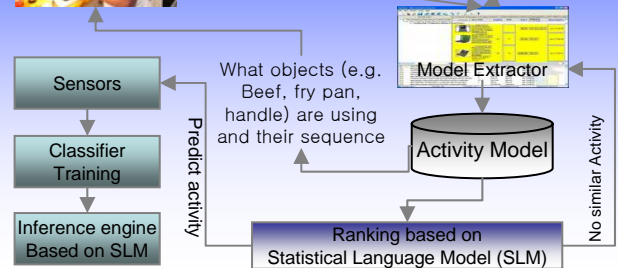 Sensors
Classifier
Training
Inference engine
Based on SLM
Predict activity
What objects (e.g.
Beef, fry pan,
handle) are using
and their sequence
Model Extractor
Activity Model
Ranking based on
Statistical Language Model (SLM)
No similar Activity